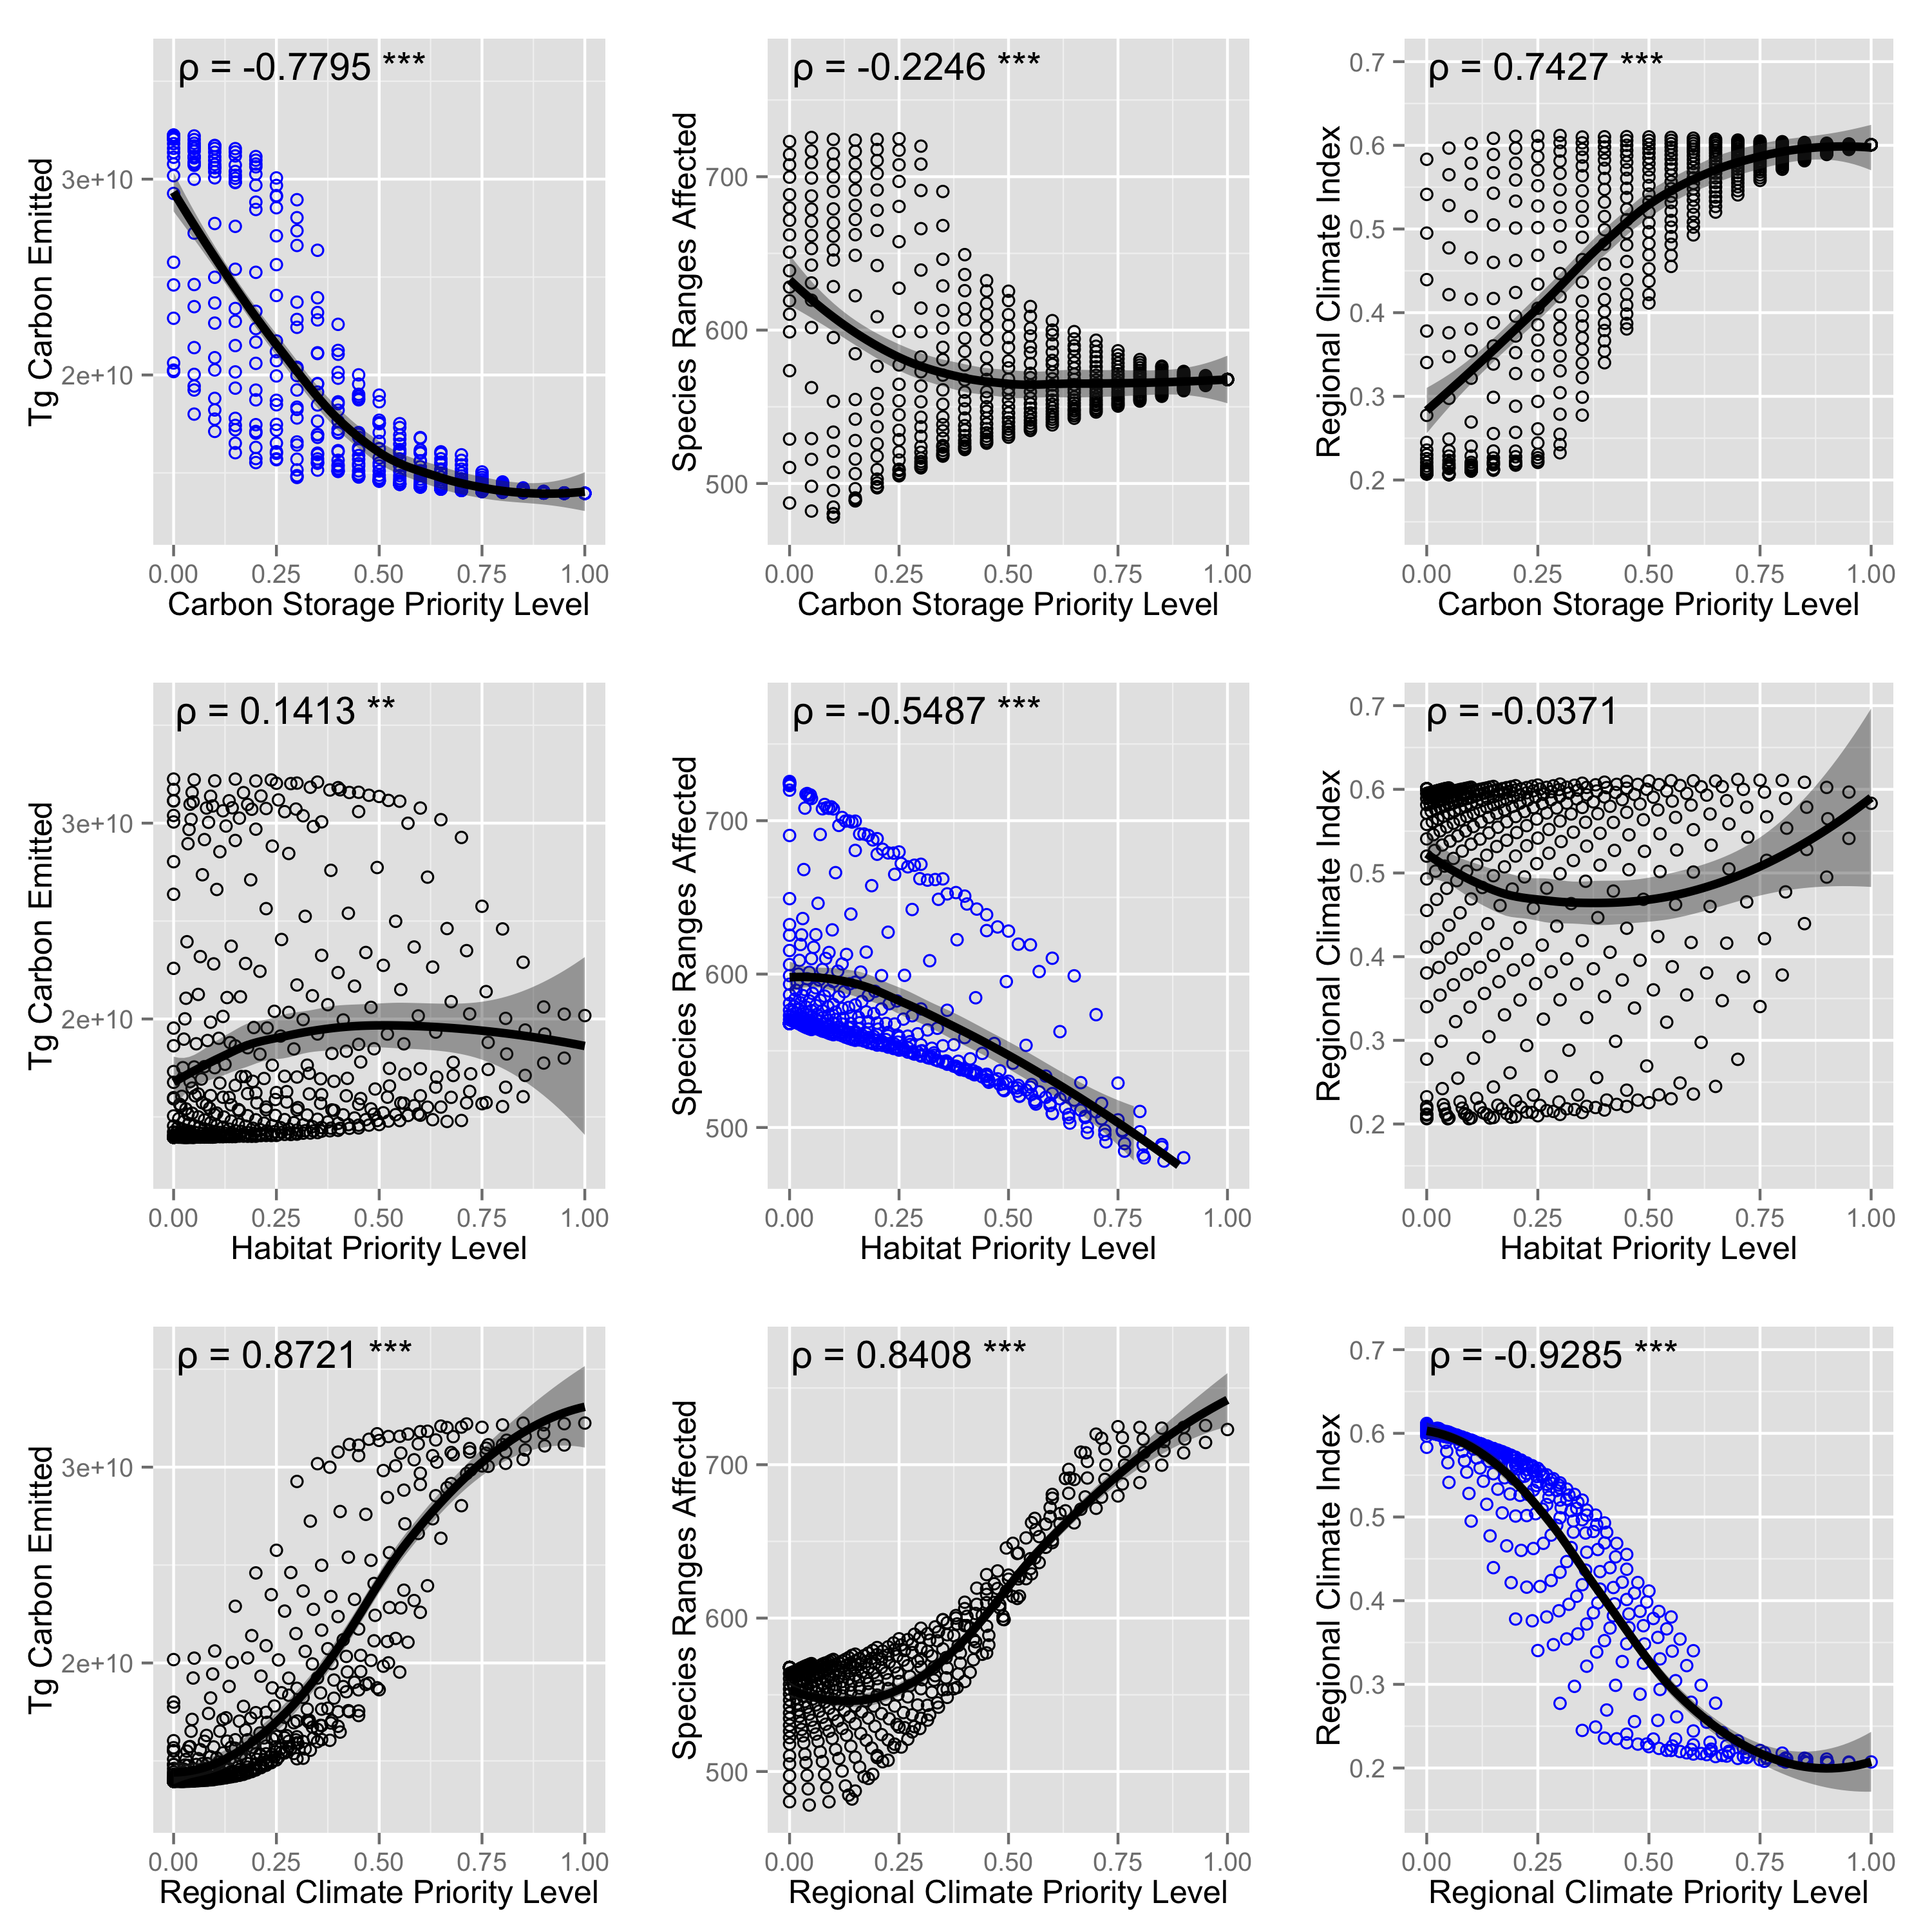 ρ = -0.7795 ***
Tg Carbon Emitted
3e+10
2e+10
0.00 0.25 0.50 0.75 1.00
Carbon Storage Priority Level
ρ = -0.2246 ***
Species Ranges Affected
700
600
500
0.00 0.25 0.50 0.75 1.00
Carbon Storage Priority Level
ρ = 0.7427 ***
Regional Climate Index
0.7
0.6
0.5
0.4
0.3
0.2
0.00 0.25 0.50 0.75 1.00
Carbon Storage Priority Level
ρ = 0.1413 **
Tg Carbon Emitted
3e+10
2e+10
0.00 0.25 0.50 0.75 1.00
Habitat Priority Level
ρ = -0.5487 ***
Species Ranges Affected
700
600
500
0.00 0.25 0.50 0.75 1.00
Habitat Priority Level
ρ = -0.0371
Regional Climate Index
0.7
0.6
0.5
0.4
0.3
0.2
0.00 0.25 0.50 0.75 1.00
Habitat Priority Level
ρ = 0.8721 ***
Tg Carbon Emitted
3e+10
2e+10
0.00 0.25 0.50 0.75 1.00
Regional Climate Priority Level
ρ = 0.8408 ***
Species Ranges Affected
700
600
500
0.00 0.25 0.50 0.75 1.00
Regional Climate Priority Level
ρ = -0.9285 ***
Regional Climate Index
0.7
0.6
0.5
0.4
0.3
0.2
0.00 0.25 0.50 0.75 1.00
Regional Climate Priority Level